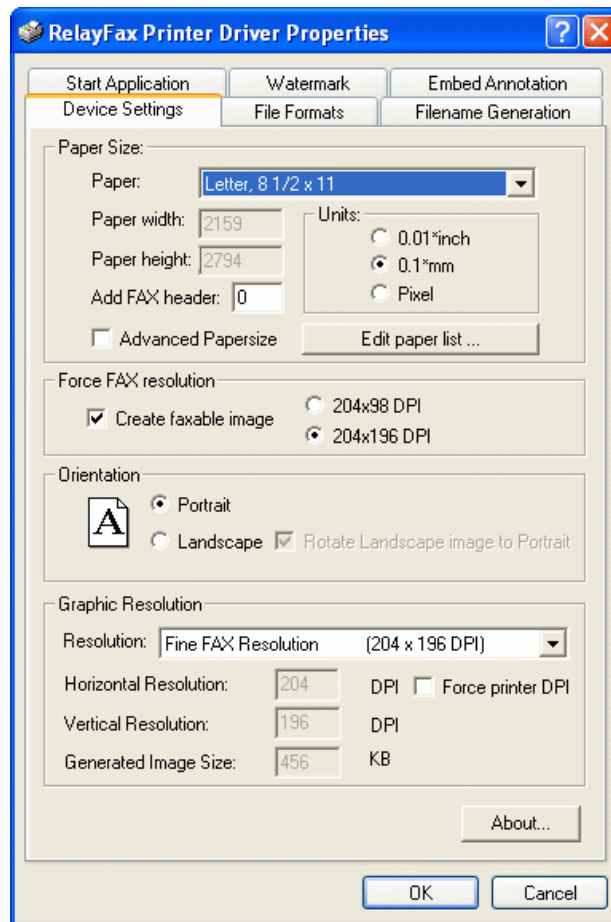 RelayFax Printer Driver Properties
Start Application Watermark Embed Annotation
Device Settings File Formats Filename Generation
Paper Size:
Paper: Letter, 8 1/2 x 11
Paper width: 2159
Units:
0.01*inch
Paper height: 2794
0.1*mm
Add FAX header: 0
Pixel
Advanced Papersize Edit paper list ...
Force FAX resolution
Create faxable image
204x98 DPI
204x196 DPI
Orientation
A
Portrait
Landscape Rotate Landscape image to Portrait
Graphic Resolution
Resolution: Fine FAX Resolution (204 x 196 DPI)
Horizontal Resolution: 204 DPI Force printer DPI
Vertical Resolution: 196 DPI
Generated Image Size: 456 KB
About...
OK Cancel